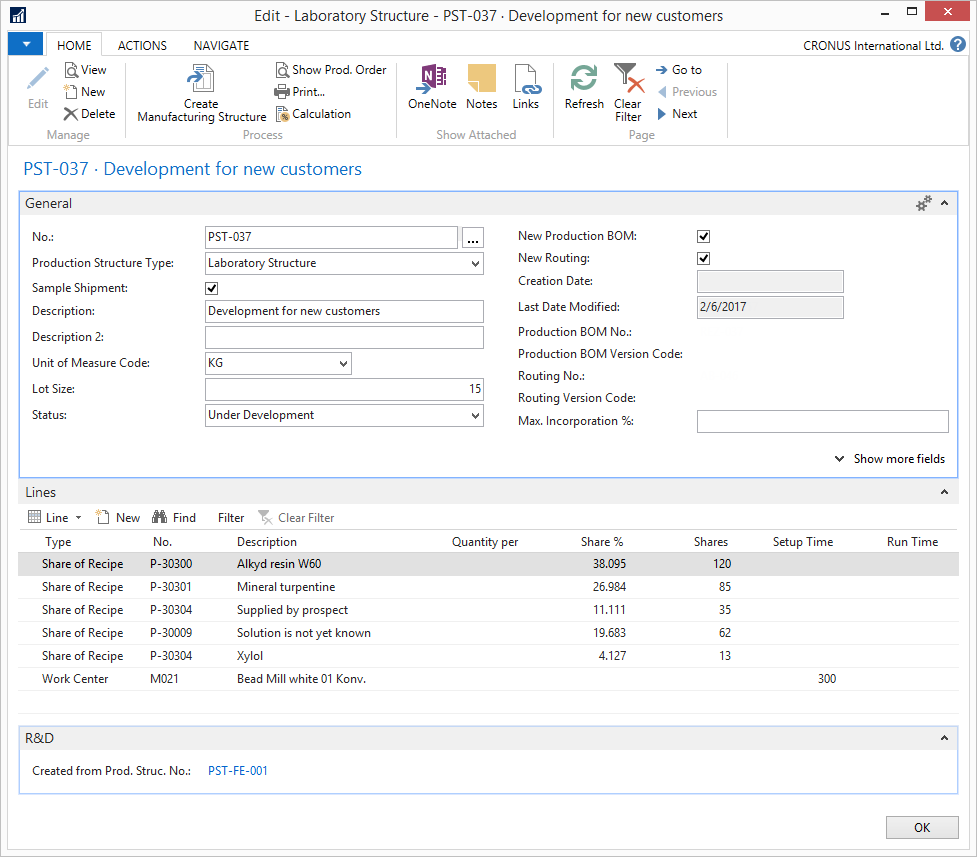 Edit - Laboratory Structure - PST-037 · Development for new customers
HOME ACTIONS NAVIGATE CRONUS International Ltd. ?
Edit
View
New
Delete
Manage
Create
Manufacturing Structure
Show Prod. Order
Print...
Calculation
Process
OneNote
Notes
Links
Show Attached
Refresh
Clear
Filter
Go to
Previous
Next
Page
PST-037 · Development for new customers
General
No.: PST-037 ...
Production Structure Type: Laboratory Structure
Sample Shipment:
Description: Development for new customers
Description 2:
Unit of Measure Code: KG
Lot Size: 15
Status: Under Development
New Production BOM:
New Routing:
Creation Date:
Last Date Modified: 2/6/2017
Production BOM No.:
Production BOM Version Code:
Routing No.:
Routing Version Code:
Max. Incorporation %:
Show more fields
Lines
Line New Find Filter Clear Filter
Type No. Description Quantity per Share % Shares Setup Time Run Time
Share of Recipe P-30300 Alkyd resin W60 38.095 120
Share of Recipe P-30301 Mineral turpentine 26.984 85
Share of Recipe P-30304 Supplied by prospect 11.111 35
Share of Recipe P-30009 Solution is not yet known 19.683 62
Share of Recipe P-30304 Xylol 4.127 13
Work Center M021 Bead Mill white 01 Konv. 300
R&D
Created from Prod. Struc. No.: PST-FE-001
OK